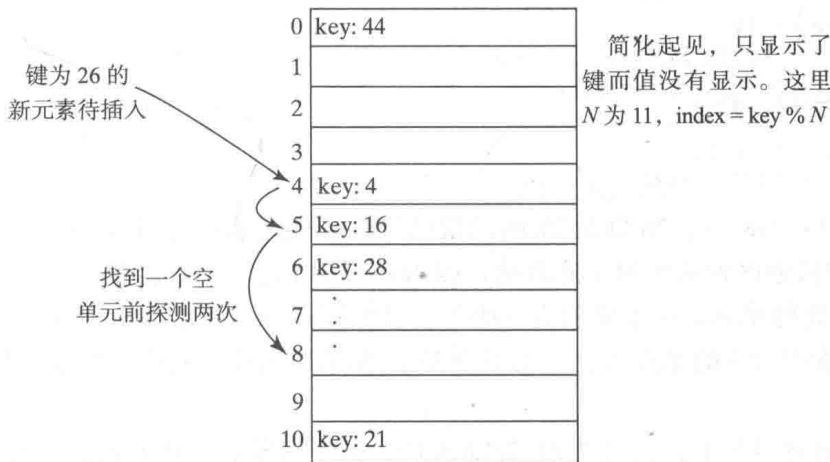 0 key: 44
1
2
3
4 key: 4
5 key: 16
6 key: 28
7
8
9
10 key: 21
键为 26 的
新元素待插入
找到一个空
单元前探测两次
简化起见，只显示了
键而值没有显示。这里
N为 11，index = key % N